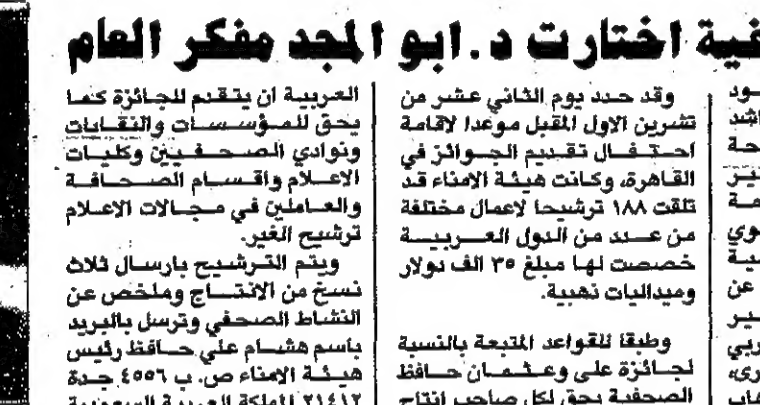 اختارت د. ابو المجد مفكر العام
وقد حدد يوم الثاني عشر من
تشرين الاول المقبل موعدا لاقامة
احتفال تقديم الجوائز في
القاهرة، وكانت هيئة الامناء قد
تلقت ١٨٨ ترشيحا لاعمال مختلفة
من عدد من الدول العربية
خصصت لها مبلغ ٣٥ الف دولار
وميداليات ذهبية.
وطبقا للقواعد المتبعة بالنسبة
لجائزة علي وعثمان حافظ
الصحفية يحق لكل صاحب انتاج
العربية ان يتقدم للجائزة كما
يحق للمؤسسات والنقابات
ونوادي الصحفيين وكليات
الاعلام واقسام الصحافة
والعاملين في مجالات الاعلام
ترشيح الغير.
ويتم الترشيح بارسال ثلاث
نسخ من الانتاج وملخص عن
النشاط الصحفي وترسل بالبريد
باسم هشام علي حافظ رئيس
هيئة الامناء ص. ب ٤٥٥٦ جدة
٢١٤١٢ المملكة العربية السعودية